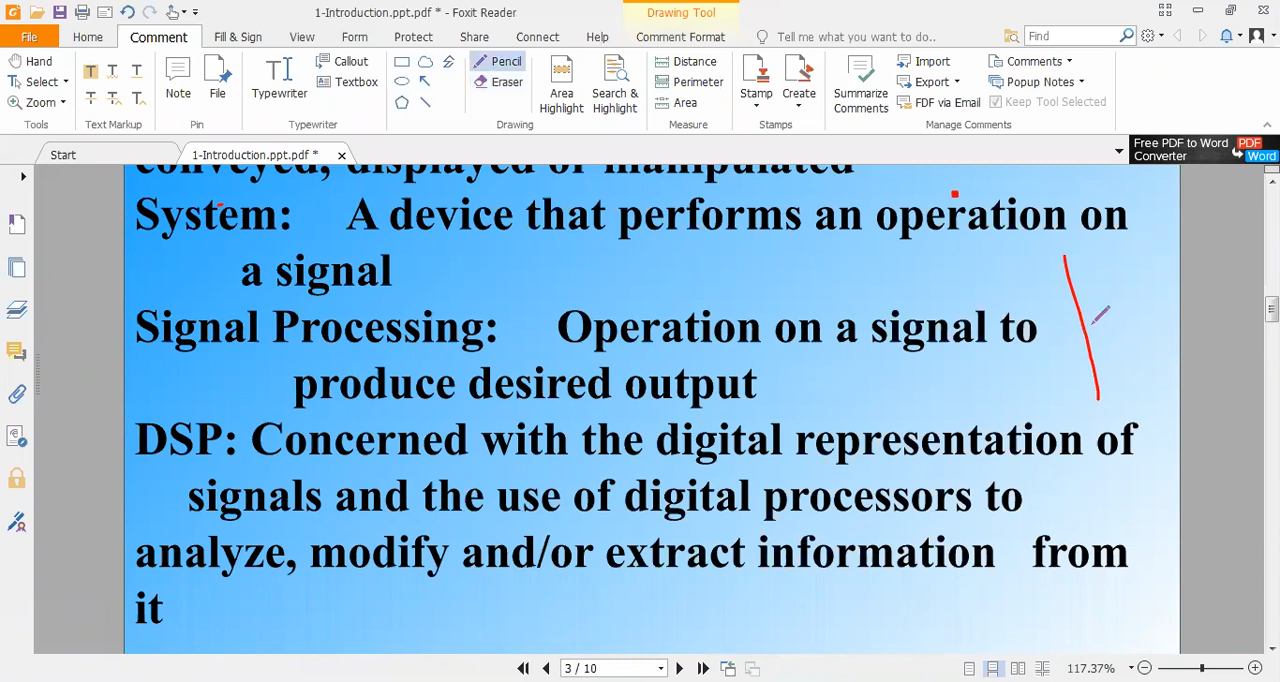 1-Introduction.ppt.pdf * - Foxit Reader
Drawing Tool
File Home Comment Fill & Sign View Form Protect Share Connect Help Comment Format Tell me what you want to do.. Find
Hand Select Zoom
Tools
T T T T T T
Text Markup
Note File
Pin
Typewriter Callout Textbox
Typewriter
Pencil Eraser Area Highlight Search & Highlight
Drawing
Distance Perimeter Area
Measure
Stamp Create
Stamps
Summarize Comments Import Export FDF via Email Comments Popup Notes Keep Tool Selected
Manage Comments
Start 1-Introduction.ppt.pdf *
Free PDF to Word Converter PDF Word
conveyed, displayed or manipulated
System: A device that performs an operation on
a signal
Signal Processing: Operation on a signal to
produce desired output
DSP: Concerned with the digital representation of
signals and the use of digital processors to
analyze, modify and/or extract information from
it
3 / 10 117.37%